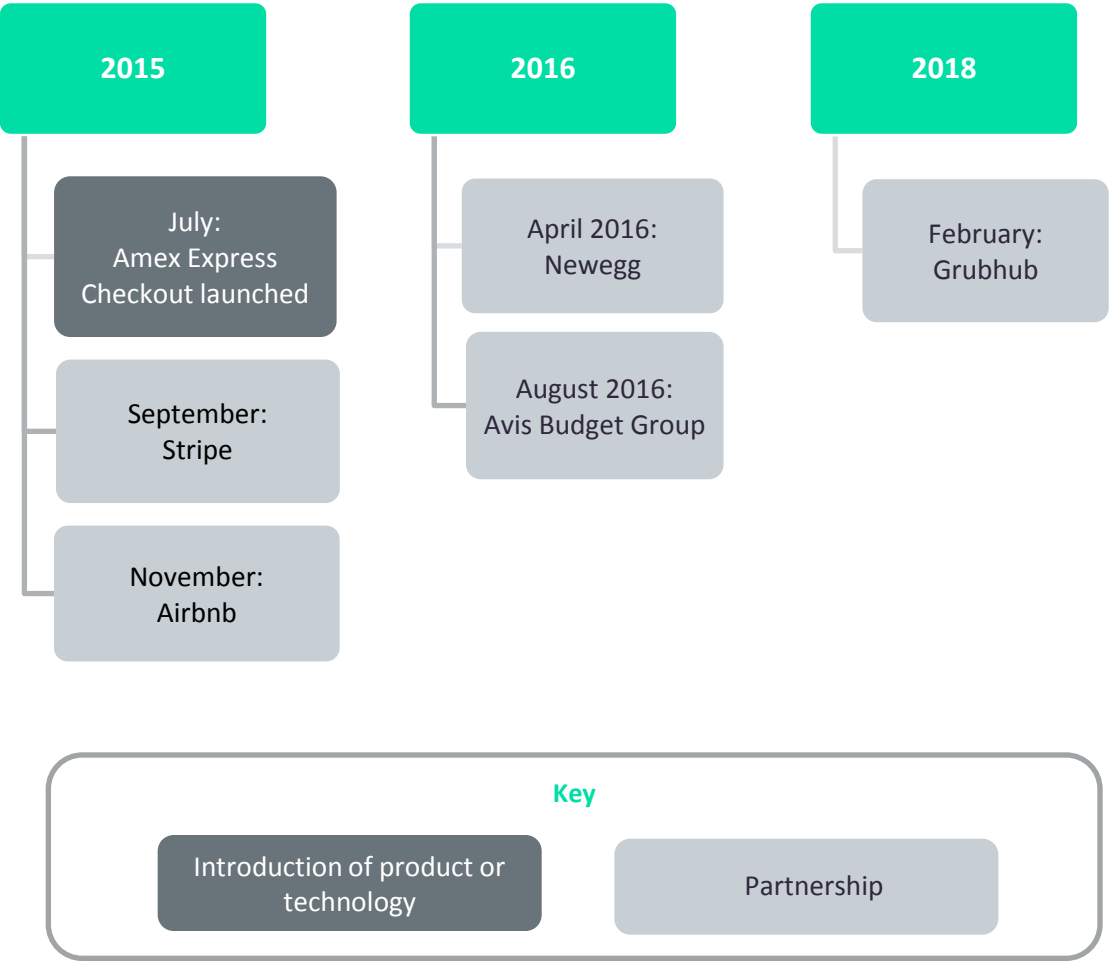 2015
July:
Amex Express
Checkout launched
September:
Stripe
November:
Airbnb
2016
April 2016:
Newegg
August 2016:
Avis Budget Group
2018
February:
Grubhub
Key
Introduction of product or
technology
Partnership